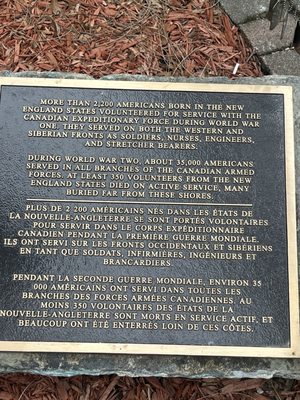 MORE THAN 2,200 AMERICANS BORN IN THE NEW
ENGLAND STATES VOLUNTEERED FOR SERVICE WITH THE
CANADIAN EXPEDITIONARY FORCE DURING WORLD WAR
ONE. THEY SERVED ON BOTH THE WESTERN AND
SIBERIAN FRONTS AS SOLDIERS, NURSES, ENGINEERS,
AND STRETCHER BEARERS.
DURING WORLD WAR TWO, ABOUT 35,000 AMERICANS
SERVED IN ALL BRANCHES OF THE CANADIAN ARMED
FORCES. AT LEAST 350 VOLUNTEERS FROM THE NEW
ENGLAND STATES DIED ON ACTIVE SERVICE, MANY
BURIED FAR FROM THESE SHORES.
PLUS DE 2 200 AMÉRICAINS NÉS DANS LES ÉTATS DE
LA NOUVELLE-ANGLETERRE SE SONT PORTÉS VOLONTAIRES
POUR SERVIR DANS LE CORPS EXPÉDITIONNAIRE
CANADIEN PENDANT LA PREMIÈRE GUERRE MONDIALE.
ILS ONT SERVI SUR LES FRONTS OCCIDENTAUX ET SIBÉRIENS
EN TANT QUE SOLDATS, INFIRMIÈRES, INGÉNIEURS ET
BRANCARDIERS.
PENDANT LA SECONDE GUERRE MONDIALE, ENVIRON 35
000 AMÉRICAINS ONT SERVI DANS TOUTES LES
BRANCHES DES FORCES ARMÉES CANADIENNES. AU
MOINS 350 VOLONTAIRES DES ÉTATS DE LA
NOUVELLE-ANGLETERRE SONT MORTS EN SERVICE ACTIF, ET
BEAUCOUP ONT ÉTÉ ENTERRÉS LOIN DE CES CÔTES.